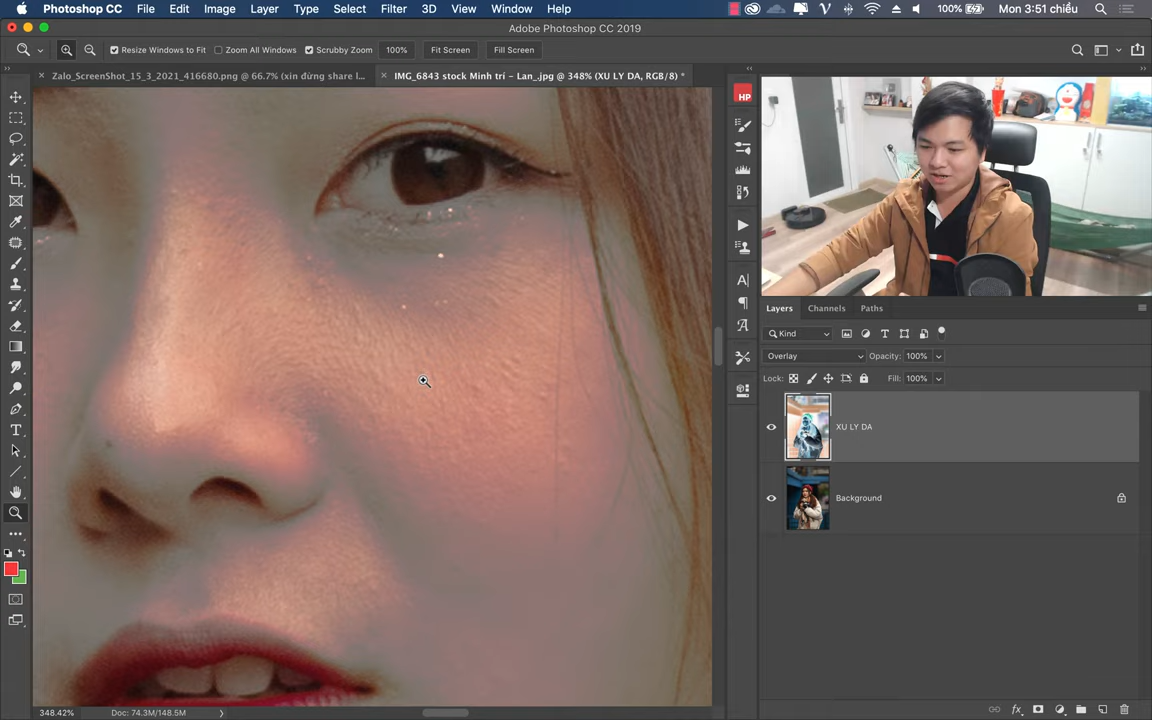 Photoshop CC File Edit Image Layer Type Select Filter 3D View Window Help 100% Mon 3:51 chiều
Adobe Photoshop CC 2019
Resize Windows to Fit Zoom All Windows Scrubby Zoom 100% Fit Screen Fill Screen
Zalo_ScreenShot_15_3_2021_416680.png @ 66.7% (xin đừng share l... IMG_6843 stock Minh trí – Lan_.jpg @ 348% (XU LY DA, RGB/8) *
HP
Layers Channels Paths
Kind
Overlay Opacity: 100%
Lock: Fill: 100%
XU LY DA
Background
348.42% Doc: 74.3M/148.5M